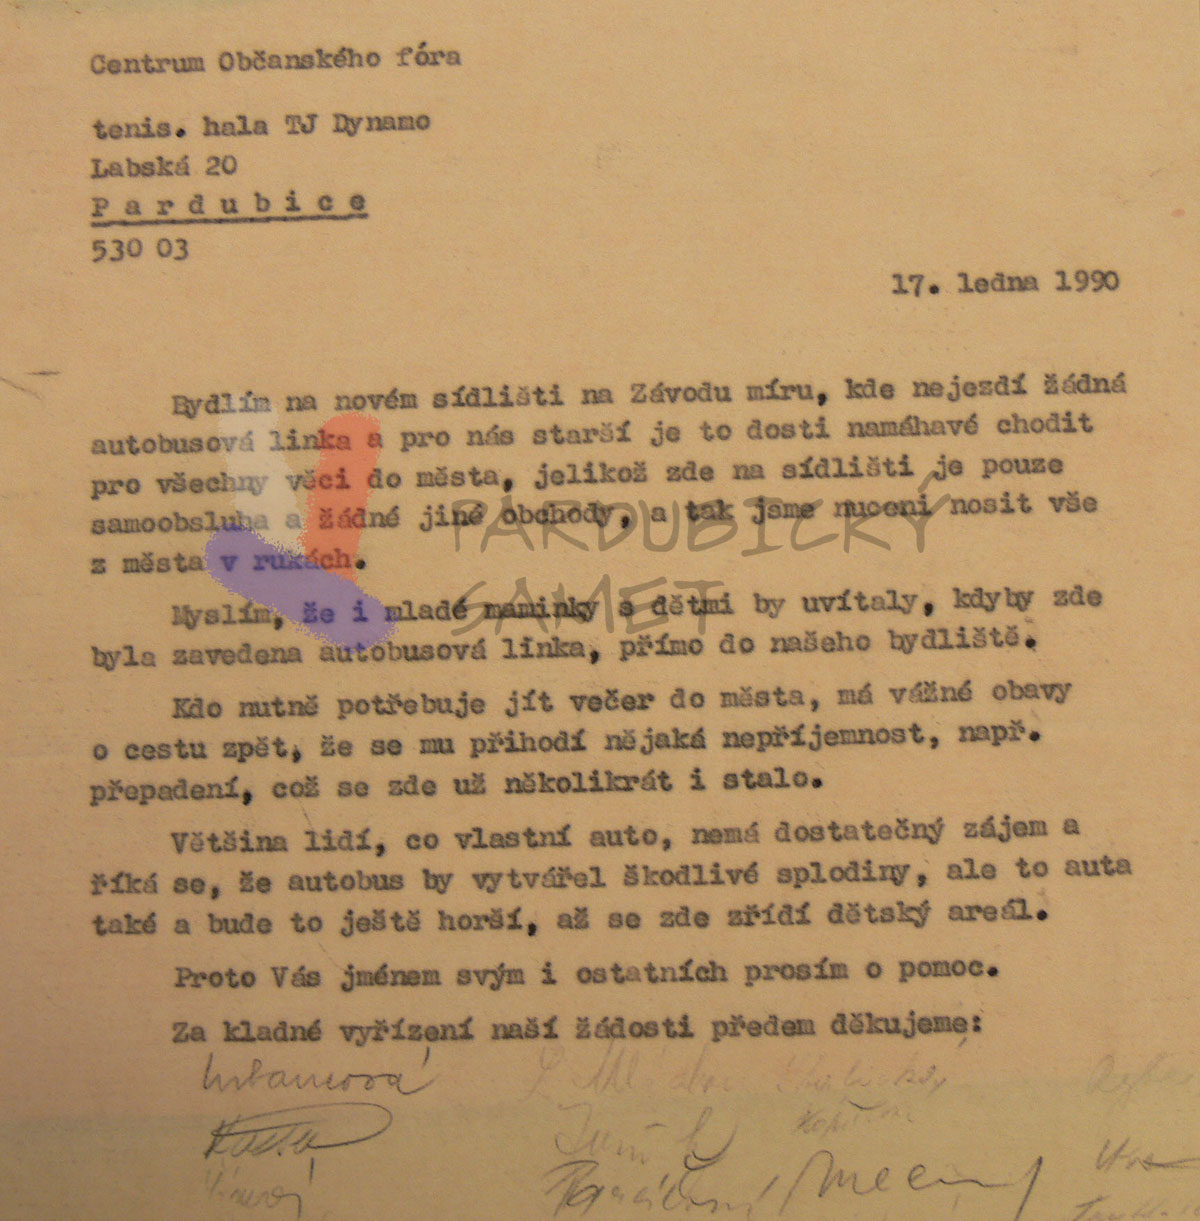 Centrum Občanského fóra
tenis. hala TJ Dynamo
Labská 20
Pardubice
530 03
17. ledna 1990
Bydlím na novém sídlišti na Závodu míru, kde nejezdí žádná
autobusová linka a pro nás starší je to dosti namáhavé chodit
pro všechny věci do města, jelikož zde na sídlišti je pouze
samoobsluha a žádné jiné obchody, a tak jsme nuceni nosit vše
z města v rukách.
PARDUBICKÝ
SAMET
Myslím, že i mladé maminky s dětmi by uvítaly, kdyby zde
byla zavedena autobusová linka, přímo do našeho bydliště.
Kdo nutně potřebuje jít večer do města, má vážné obavy
o cestu zpět, že se mu přihodí nějaká nepříjemnost, např.
přepadení, což se zde už několikrát i stalo.
Většina lidí, co vlastní auto, nemá dostatečný zájem a
říká se, že autobus by vytvářel škodlivé splodiny, ale to auta
také a bude to ještě horší, až se zde zřídí dětský areál.
Proto Vás jménem svým i ostatních prosím o pomoc.
Za kladné vyřízení naší žádosti předem děkujeme: